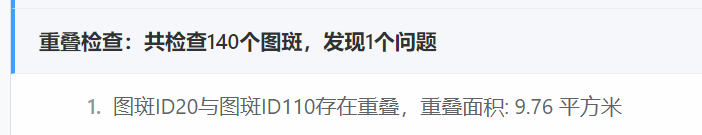 重叠检查：共检查140个图斑，发现1个问题
1. 图斑ID20与图斑ID110存在重叠，重叠面积: 9.76 平方米